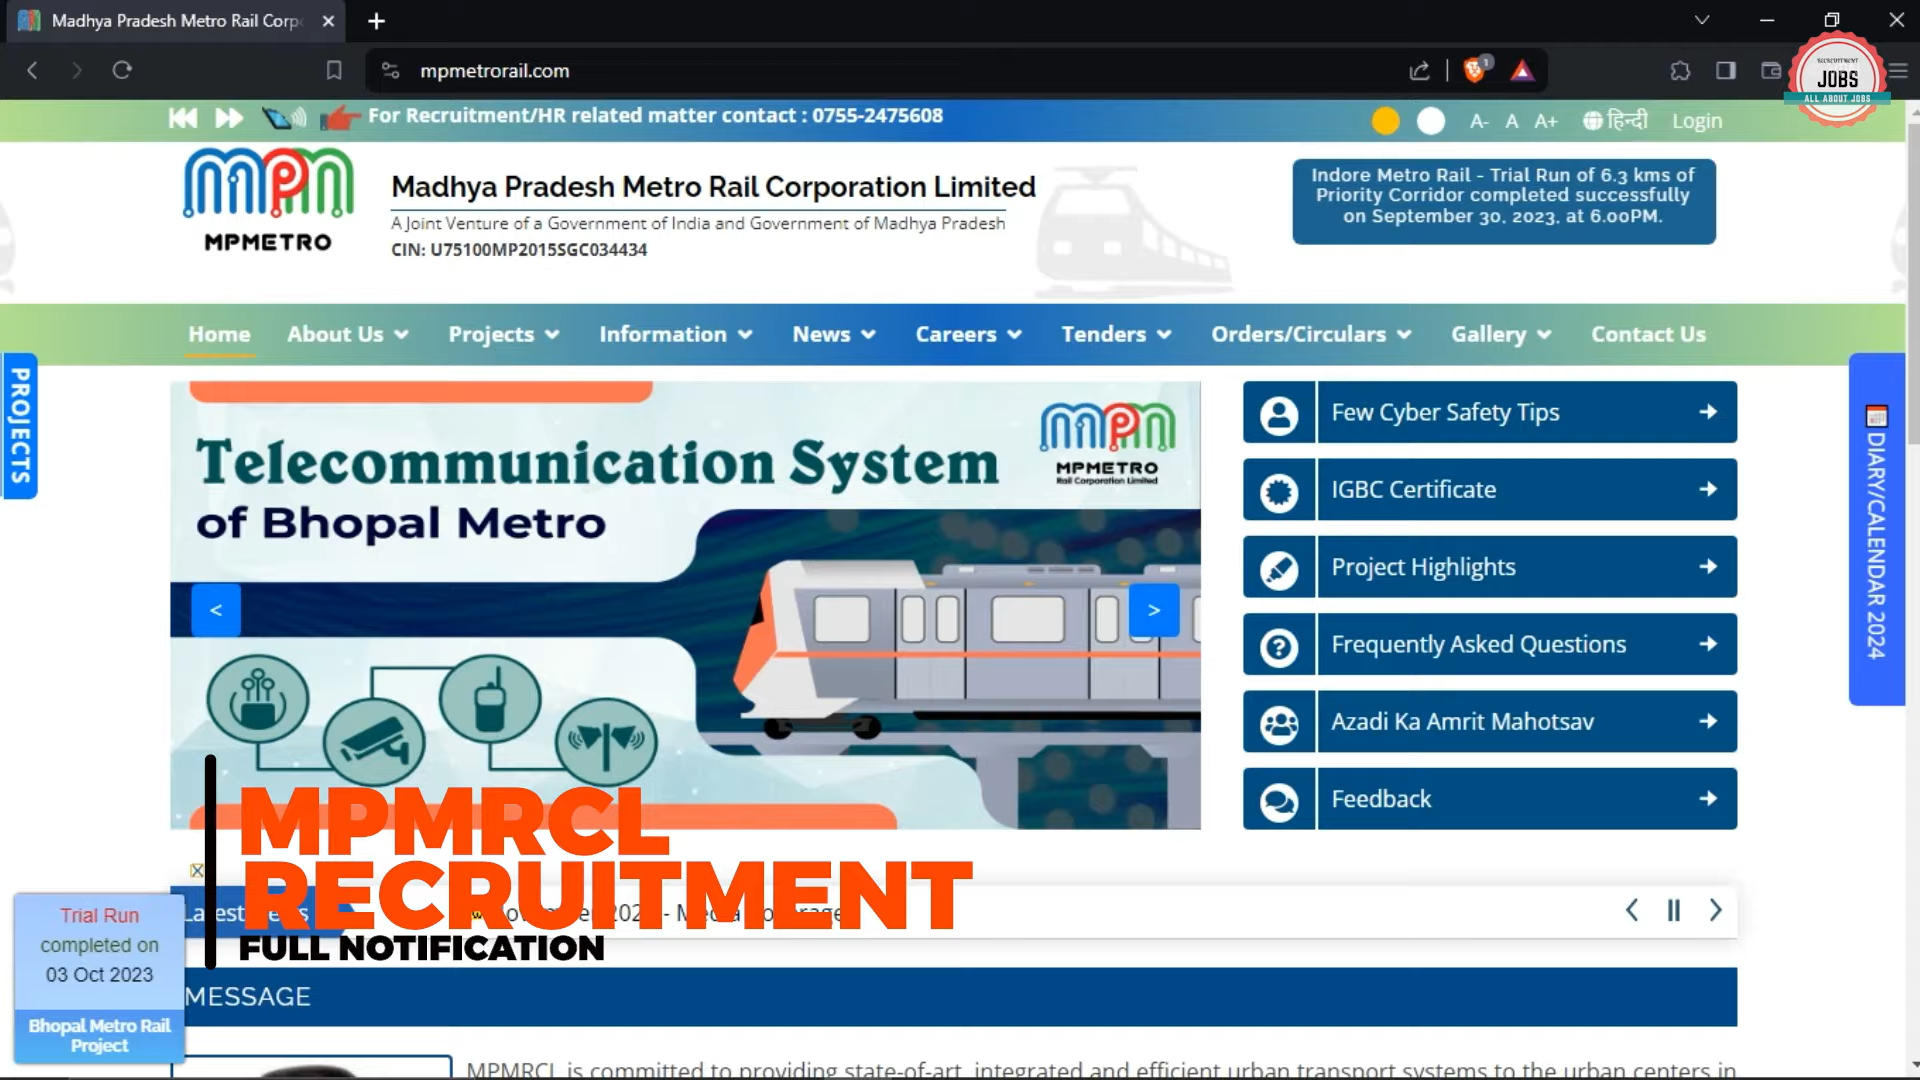 Madhya Pradesh Metro Rail Corp
mpmetrorail.com
1
RECRUITMENT
JOBS
ALL ABOUT JOBS
For Recruitment/HR related matter contact : 0755-2475608
A- A A+ हिन्दी Login
MPMETRO
Madhya Pradesh Metro Rail Corporation Limited
A Joint Venture of a Government of India and Government of Madhya Pradesh
CIN: U75100MP2015SGC034434
Indore Metro Rail - Trial Run of 6.3 kms of
Priority Corridor completed successfully
on September 30, 2023, at 6.00PM.
Home About Us Projects Information News Careers Tenders Orders/Circulars Gallery Contact Us
PROJECTS
Telecommunication System
of Bhopal Metro
MPMETRO
Rail Corporation Limited
< >
Few Cyber Safety Tips
IGBC Certificate
Project Highlights
Frequently Asked Questions
Azadi Ka Amrit Mahotsav
Feedback
DIARY/CALENDAR 2024
MPMRCL
RECRUITMENT
FULL NOTIFICATION
Latest
Trial Run
completed on
03 Oct 2023
Bhopal Metro Rail
Project
MESSAGE
MPMRCL is committed to providing state-of-art, integrated and efficient urban transport systems to the urban centers in